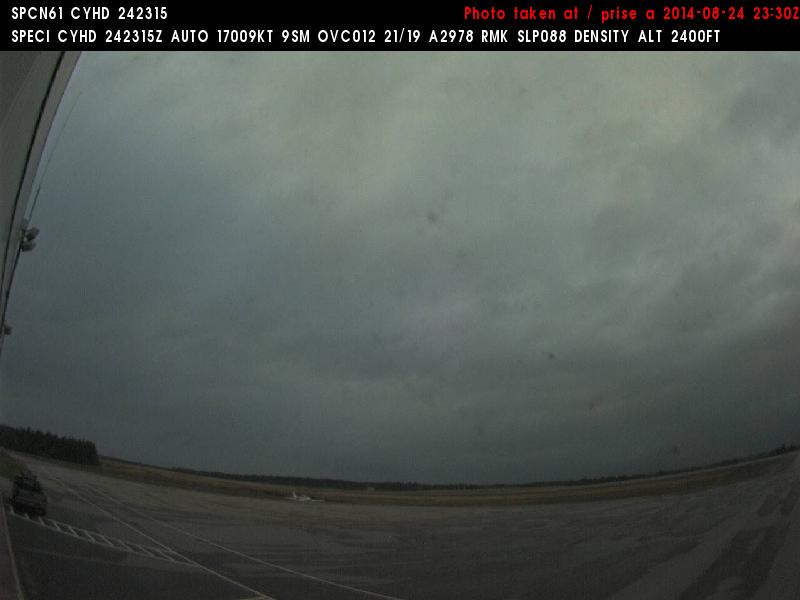 SPCN61 CYHD 242315 Photo taken at / prise a 2014-08-24 23:30Z
SPECI CYHD 242315Z AUTO 17009KT 9SM OVC012 21/19 A2978 RMK SLP088 DENSITY ALT 2400FT